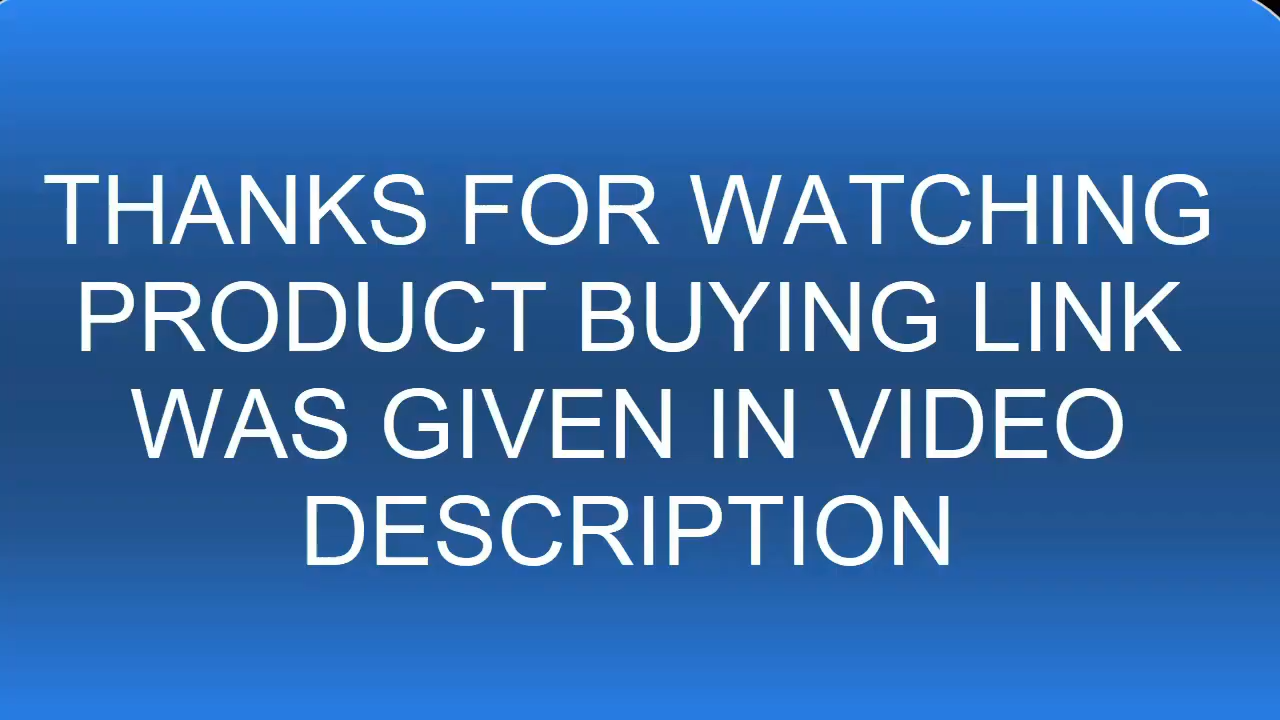 THANKS FOR WATCHING
PRODUCT BUYING LINK
WAS GIVEN IN VIDEO
DESCRIPTION